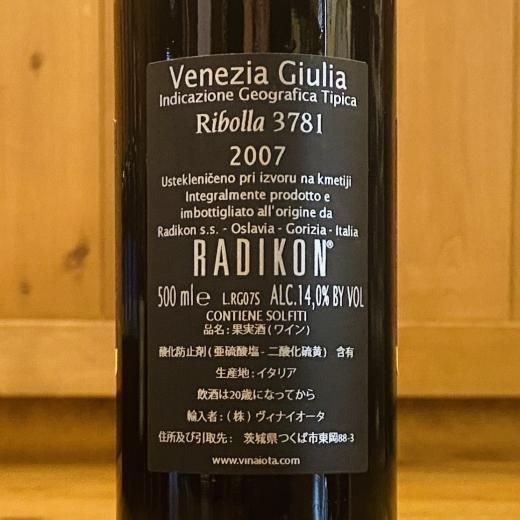 Venezia Giulia
Indicazione Geografica Tipica
Ribolla 3781
2007
Ustekleničeno pri izvoru na kmetiji
Integralmente prodotto e
imbottigliato all'origine da
Radikon s.s. - Oslavia - Gorizia - Italia
RADIKON®
500 ml e L.RG07S ALC.14,0% BY VOL
CONTIENE SOLFITI
品名:果実酒(ワイン)
酸化防止剤(亜硫酸塩-二酸化硫黄) 含有
生産地:イタリア
飲酒は20歳になってから
輸入者:(株)ヴィナイオータ
住所及び引取先: 茨城県つくば市東岡88-3
www.vinaiota.com